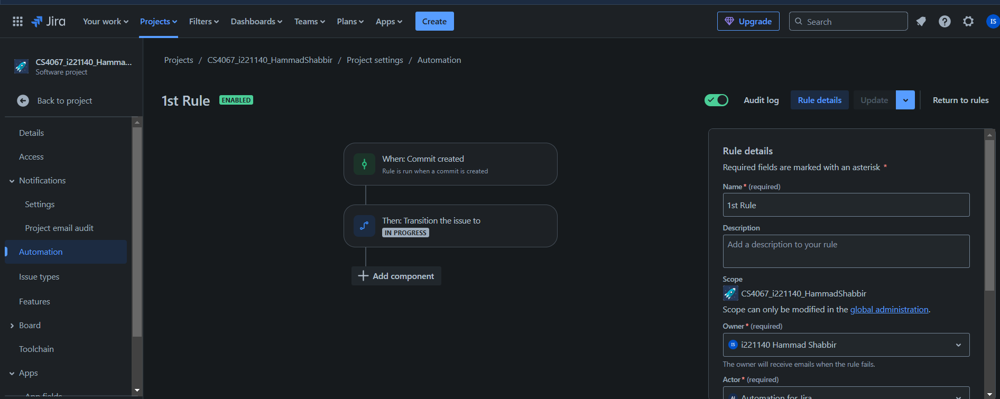 Jira
Your work
Projects
Filters
Dashboards
Teams
Plans
Apps
Create
Upgrade
Search
IS
CS4067_i221140_Hamma...
Software project
Back to project
Details
Access
Notifications
Settings
Project email audit
Automation
Issue types
Features
Board
Toolchain
Apps
App fields
Projects / CS4067_i221140_HammadShabbir / Project settings / Automation
1st Rule ENABLED
Audit log
Rule details
Update
Return to rules
When: Commit created
Rule is run when a commit is created
Then: Transition the issue to
IN PROGRESS
Add component
Rule details
Required fields are marked with an asterisk *
Name * (required)
1st Rule
Description
Add a description to your rule
Scope
CS4067_i221140_HammadShabbir
Scope can only be modified in the global administration.
Owner * (required)
IS i221140 Hammad Shabbir
The owner will receive emails when the rule fails.
Actor * (required)
Automation for Jira